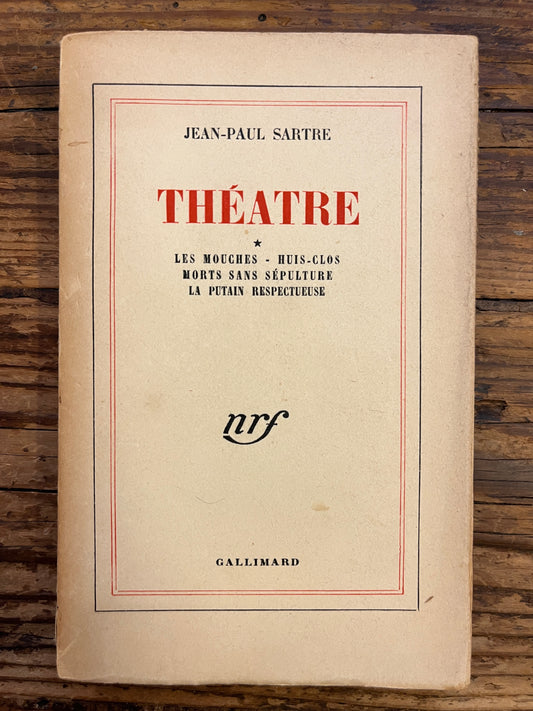 JEAN-PAUL SARTRE
THÉATRE
★
LES MOUCHES - HUIS-CLOS
MORTS SANS SÉPULTURE
LA PUTAIN RESPECTUEUSE
nrf
GALLIMARD